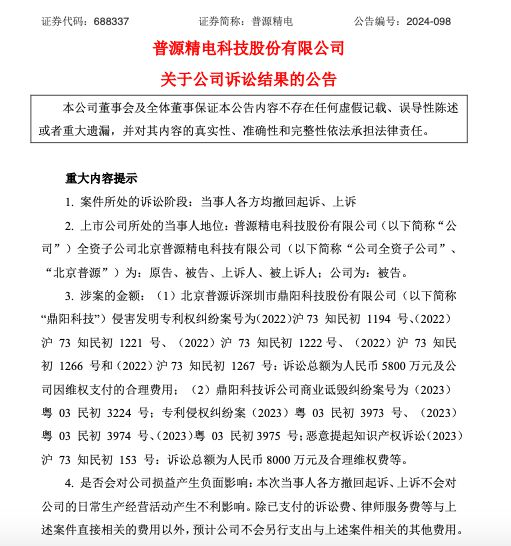 证券代码：688337 证券简称：普源精电 公告编号：2024-098
普源精电科技股份有限公司
关于公司诉讼结果的公告
本公司董事会及全体董事保证本公告内容不存在任何虚假记载、误导性陈述
或者重大遗漏，并对其内容的真实性、准确性和完整性依法承担法律责任。
重大内容提示
1. 案件所处的诉讼阶段：当事人各方均撤回起诉、上诉
2. 上市公司所处的当事人地位：普源精电科技股份有限公司（以下简称“公
司”）全资子公司北京普源精电科技有限公司（以下简称“公司全资子公司”、
“北京普源”）为：原告、被告、上诉人、被上诉人；公司为：被告。
3. 涉案的金额：（1）北京普源诉深圳市鼎阳科技股份有限公司（以下简称
“鼎阳科技”）侵害发明专利权纠纷案号为(2022)沪 73 知民初 1194 号、(2022)
沪 73 知民初 1221 号、（2022）沪 73 知民初 1222 号、（2022）沪 73 知民
初 1266 号和（2022)沪 73 知民初 1267 号：诉讼总额为人民币 5800 万元及公
司因维权支付的合理费用；（2）鼎阳科技诉公司商业诋毁纠纷案号为（2023）
粤 03 民初 3224 号；专利侵权纠纷案（2023）粤 03 民初 3973 号、（2023）
粤 03 民初 3974 号、（2023）粤 03 民初 3975 号；恶意提起知识产权诉讼（2023）
沪 73 知民初 153 号：诉讼总额为人民币 8000 万元及合理维权费等。
4. 是否会对公司损益产生负面影响：本次当事人各方撤回起诉、上诉不会对
公司的日常生产经营活动产生不利影响。除已支付的诉讼费、律师服务费等与上
述案件直接相关的费用以外，预计公司不会另行支出与上述案件相关的其他费用。